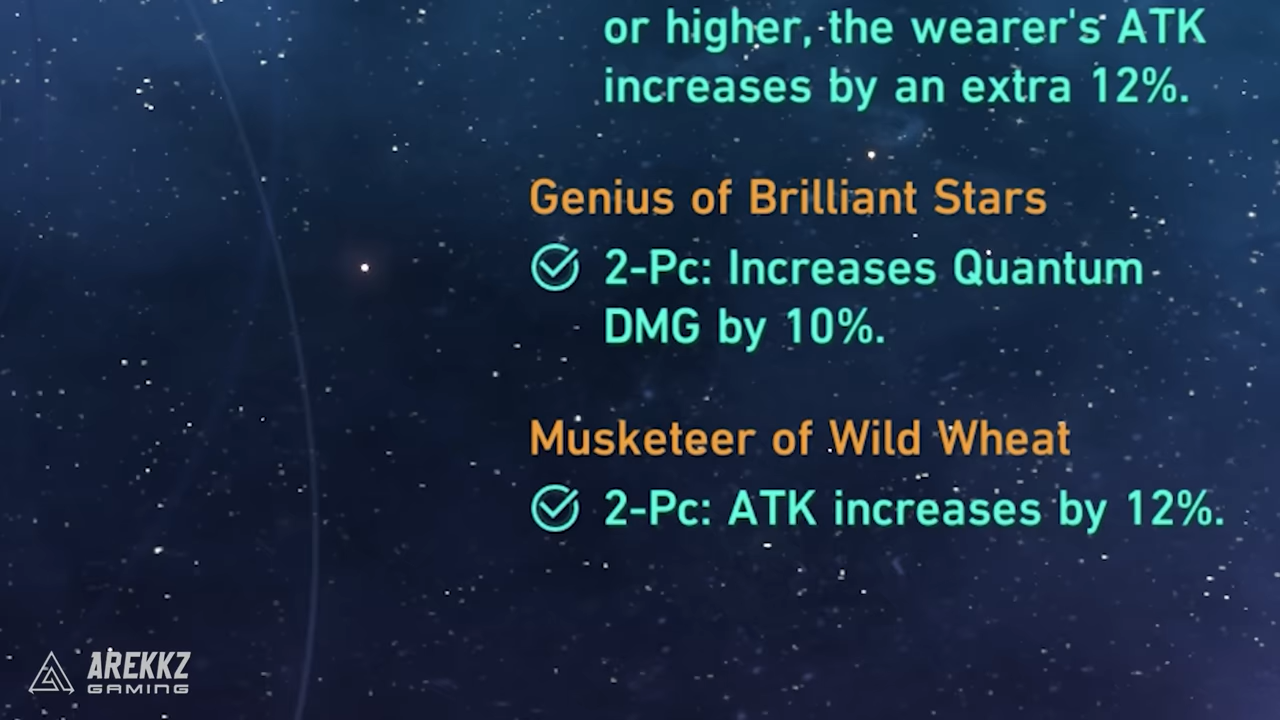 or higher, the wearer's ATK
increases by an extra 12%.
Genius of Brilliant Stars
2-Pc: Increases Quantum
DMG by 10%.
Musketeer of Wild Wheat
2-Pc: ATK increases by 12%.
AREKKZ
GAMING